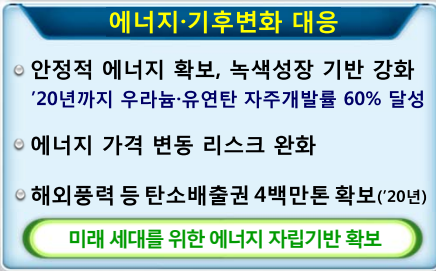 에너지·기후변화 대응
안정적 에너지 확보, 녹색성장 기반 강화
’20년까지 우라늄·유연탄 자주개발률 60% 달성
에너지 가격 변동 리스크 완화
해외풍력 등 탄소배출권 4백만톤 확보(’20년)
미래 세대를 위한 에너지 자립기반 확보